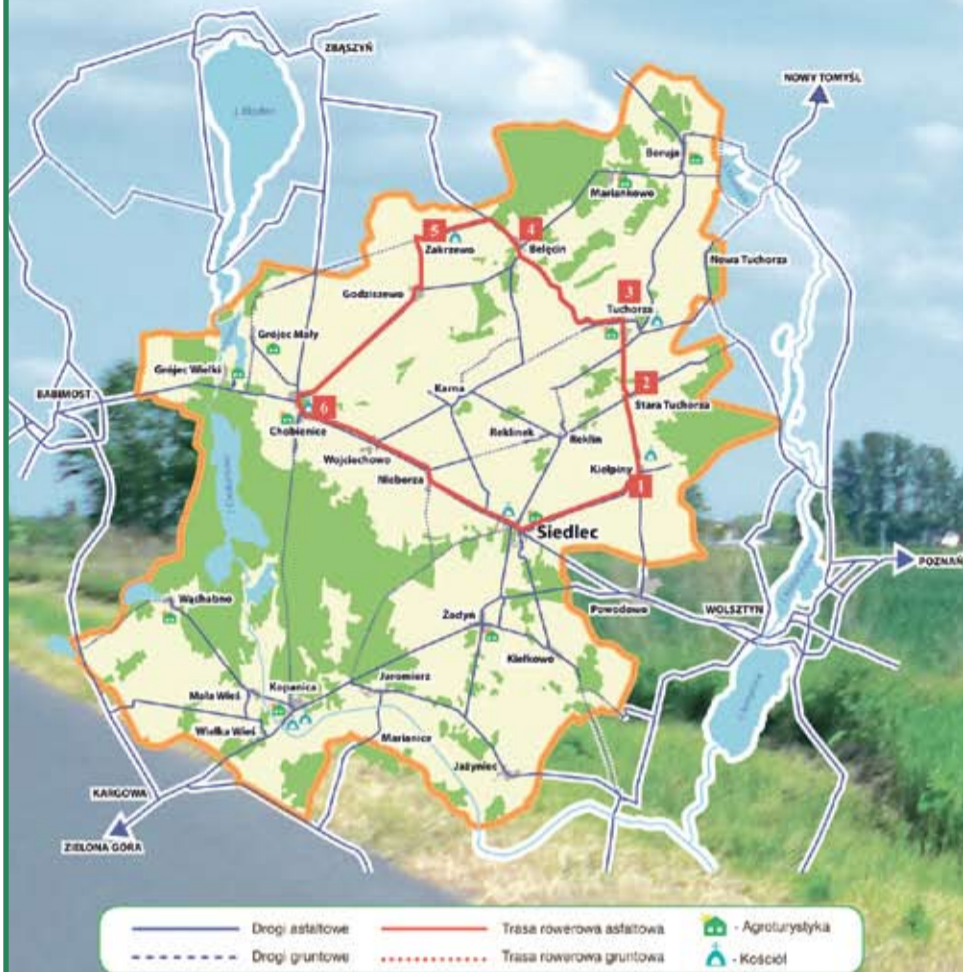 ZBĄSZYŃ
NOWY TOMYŚL
Boruja
Mariankowo
5
4
Zakrzewo
Belęcin
Nowa Tuchorza
Godziszewo
3
Tuchorza
Grójec Mały
Grójec Wielki
2
BABIMOST
Karna
Stara Tuchorza
6
Chobienice
Reklinek
Reklin
Wojciechowo
Kiełpiny
Nieborza
1
Siedlec
POZNAŃ
Powodowo
WOLSZTYN
Wąchabno
Żodyń
Kiełkowo
Kopanica
Jaromierz
Mała Wieś
Wielka Wieś
Marianice
Jażyniec
KARGOWA
ZIELONA GÓRA
Drogi asfaltowe
Trasa rowerowa asfaltowa
- Agroturystyka
Drogi gruntowe
Trasa rowerowa gruntowa
- Kościół